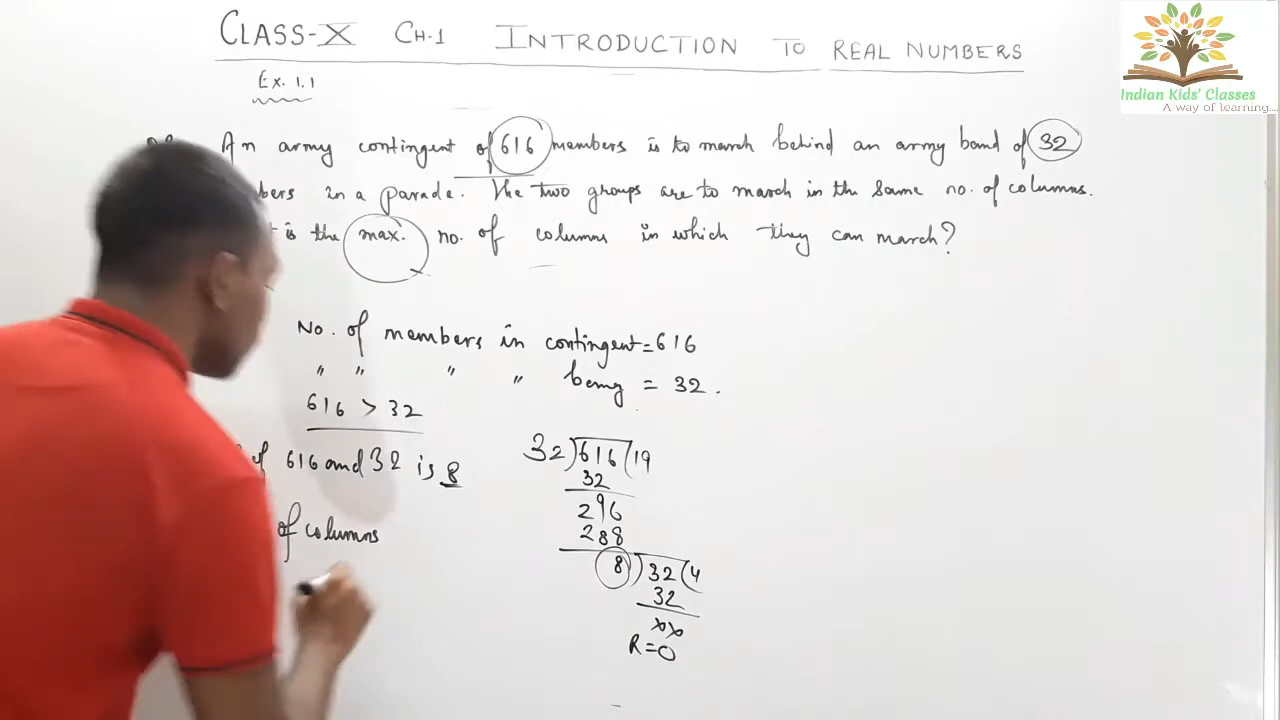 CLASS-X CH-1 INTRODUCTION TO REAL NUMBERS
Indian Kids' Classes
A way of learning....
Ex. 1.1
An army contingent of 616 members is to march behind an army band of 32
bers in a parade. The two groups are to march in the same no. of columns.
is the max. no. of columns in which they can march?
No. of members in contingent = 616
" " " " = 32.
616 > 32
of 616 and 32 is 8
of columns
32)616(19
32
296
288
8)32(4
32
xx
R=0